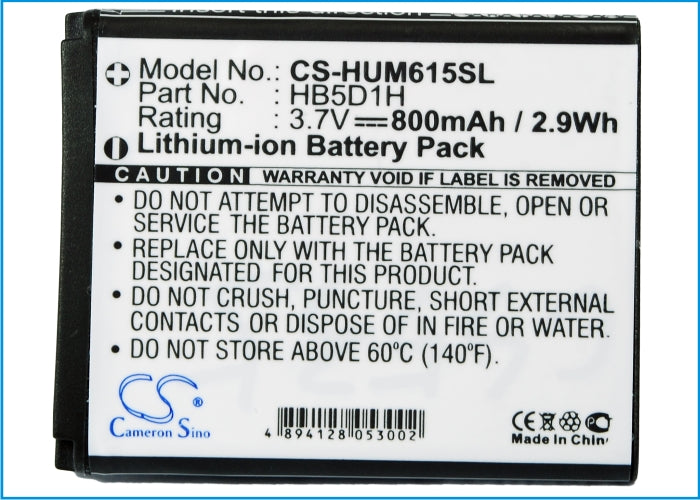 Model No. : CS-HUM615SL
Part No. : HB5D1H
Rating : 3.7V 800mAh / 2.9Wh
Lithium-ion Battery Pack
CAUTION WARRANTY VOID IF LABEL IS REMOVED.
• DO NOT ATTEMPT TO DISASSEMBLE, OPEN OR
SERVICE THE BATTERY PACK.
• REPLACE ONLY WITH THE BATTERY PACK
DESIGNATED FOR THIS EQUIPMENT.
• DO NOT CRUSH, PUNCTURE, SHORT EXTERNAL
CONTACTS OR DISPOSE OF IN FIRE OR WATER.
• DO NOT STORE ABOVE 60°C (140°F).
CS
Cameron Sino
4 894128 053002
CE
Made in China